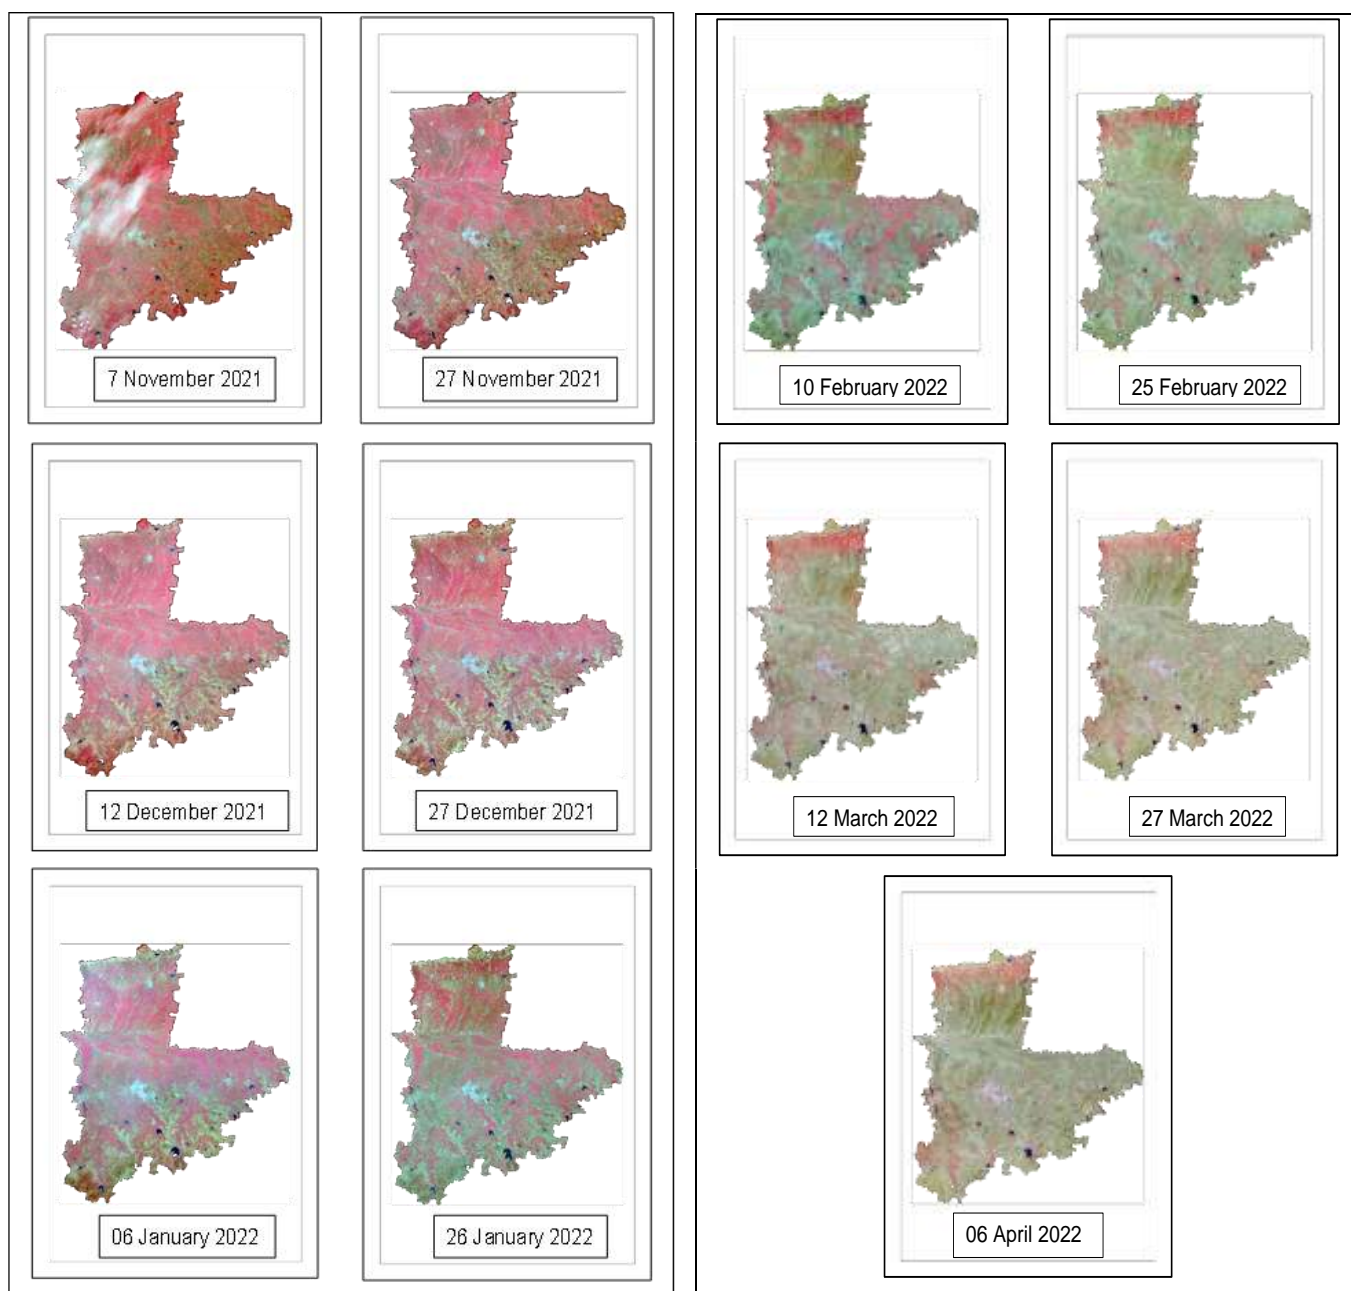 7 November 2021
27 November 2021
12 December 2021
27 December 2021
06 January 2022
26 January 2022
10 February 2022
25 February 2022
12 March 2022
27 March 2022
06 April 2022